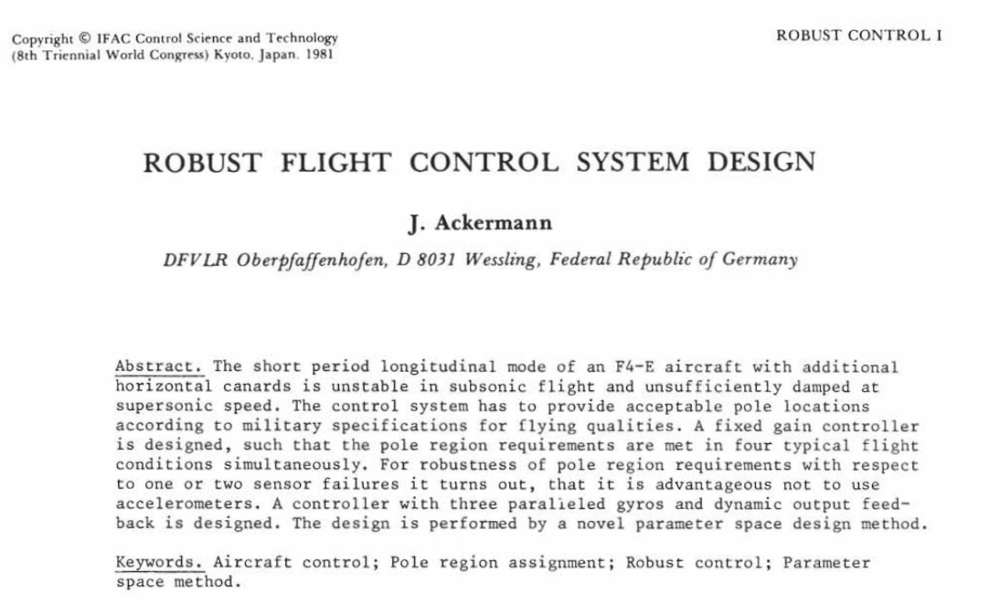 Copyright © IFAC Control Science and Technology
(8th Triennial World Congress) Kyoto, Japan. 1981
ROBUST CONTROL I
ROBUST FLIGHT CONTROL SYSTEM DESIGN
J. Ackermann
DFVLR Oberpfaffenhofen, D 8031 Wessling, Federal Republic of Germany
Abstract. The short period longitudinal mode of an F4-E aircraft with additional
horizontal canards is unstable in subsonic flight and unsufficiently damped at
supersonic speed. The control system has to provide acceptable pole locations
according to military specifications for flying qualities. A fixed gain controller
is designed, such that the pole region requirements are met in four typical flight
conditions simultaneously. For robustness of pole region requirements with respect
to one or two sensor failures it turns out, that it is advantageous not to use
accelerometers. A controller with three paralleled gyros and dynamic output feed-
back is designed. The design is performed by a novel parameter space design method.
Keywords. Aircraft control; Pole region assignment; Robust control; Parameter
space method.